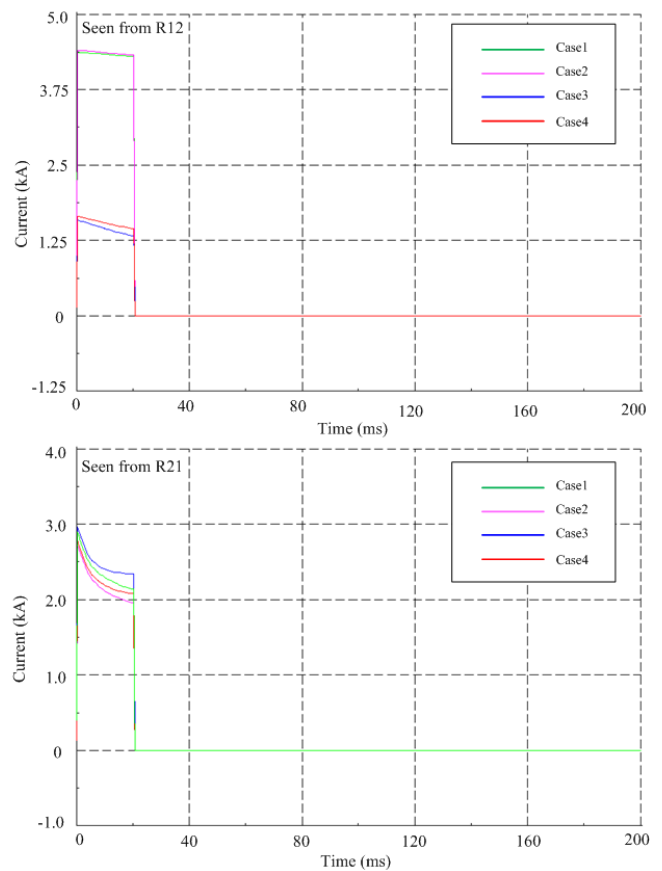 Seen from R12
5.0
3.75
2.5
1.25
0
-1.25
Current (kA)
Case1
Case2
Case3
Case4
0
40
80
120
160
200
Time (ms)
Seen from R21
4.0
3.0
2.0
1.0
0
-1.0
Current (kA)
Case1
Case2
Case3
Case4
0
40
80
120
160
200
Time (ms)